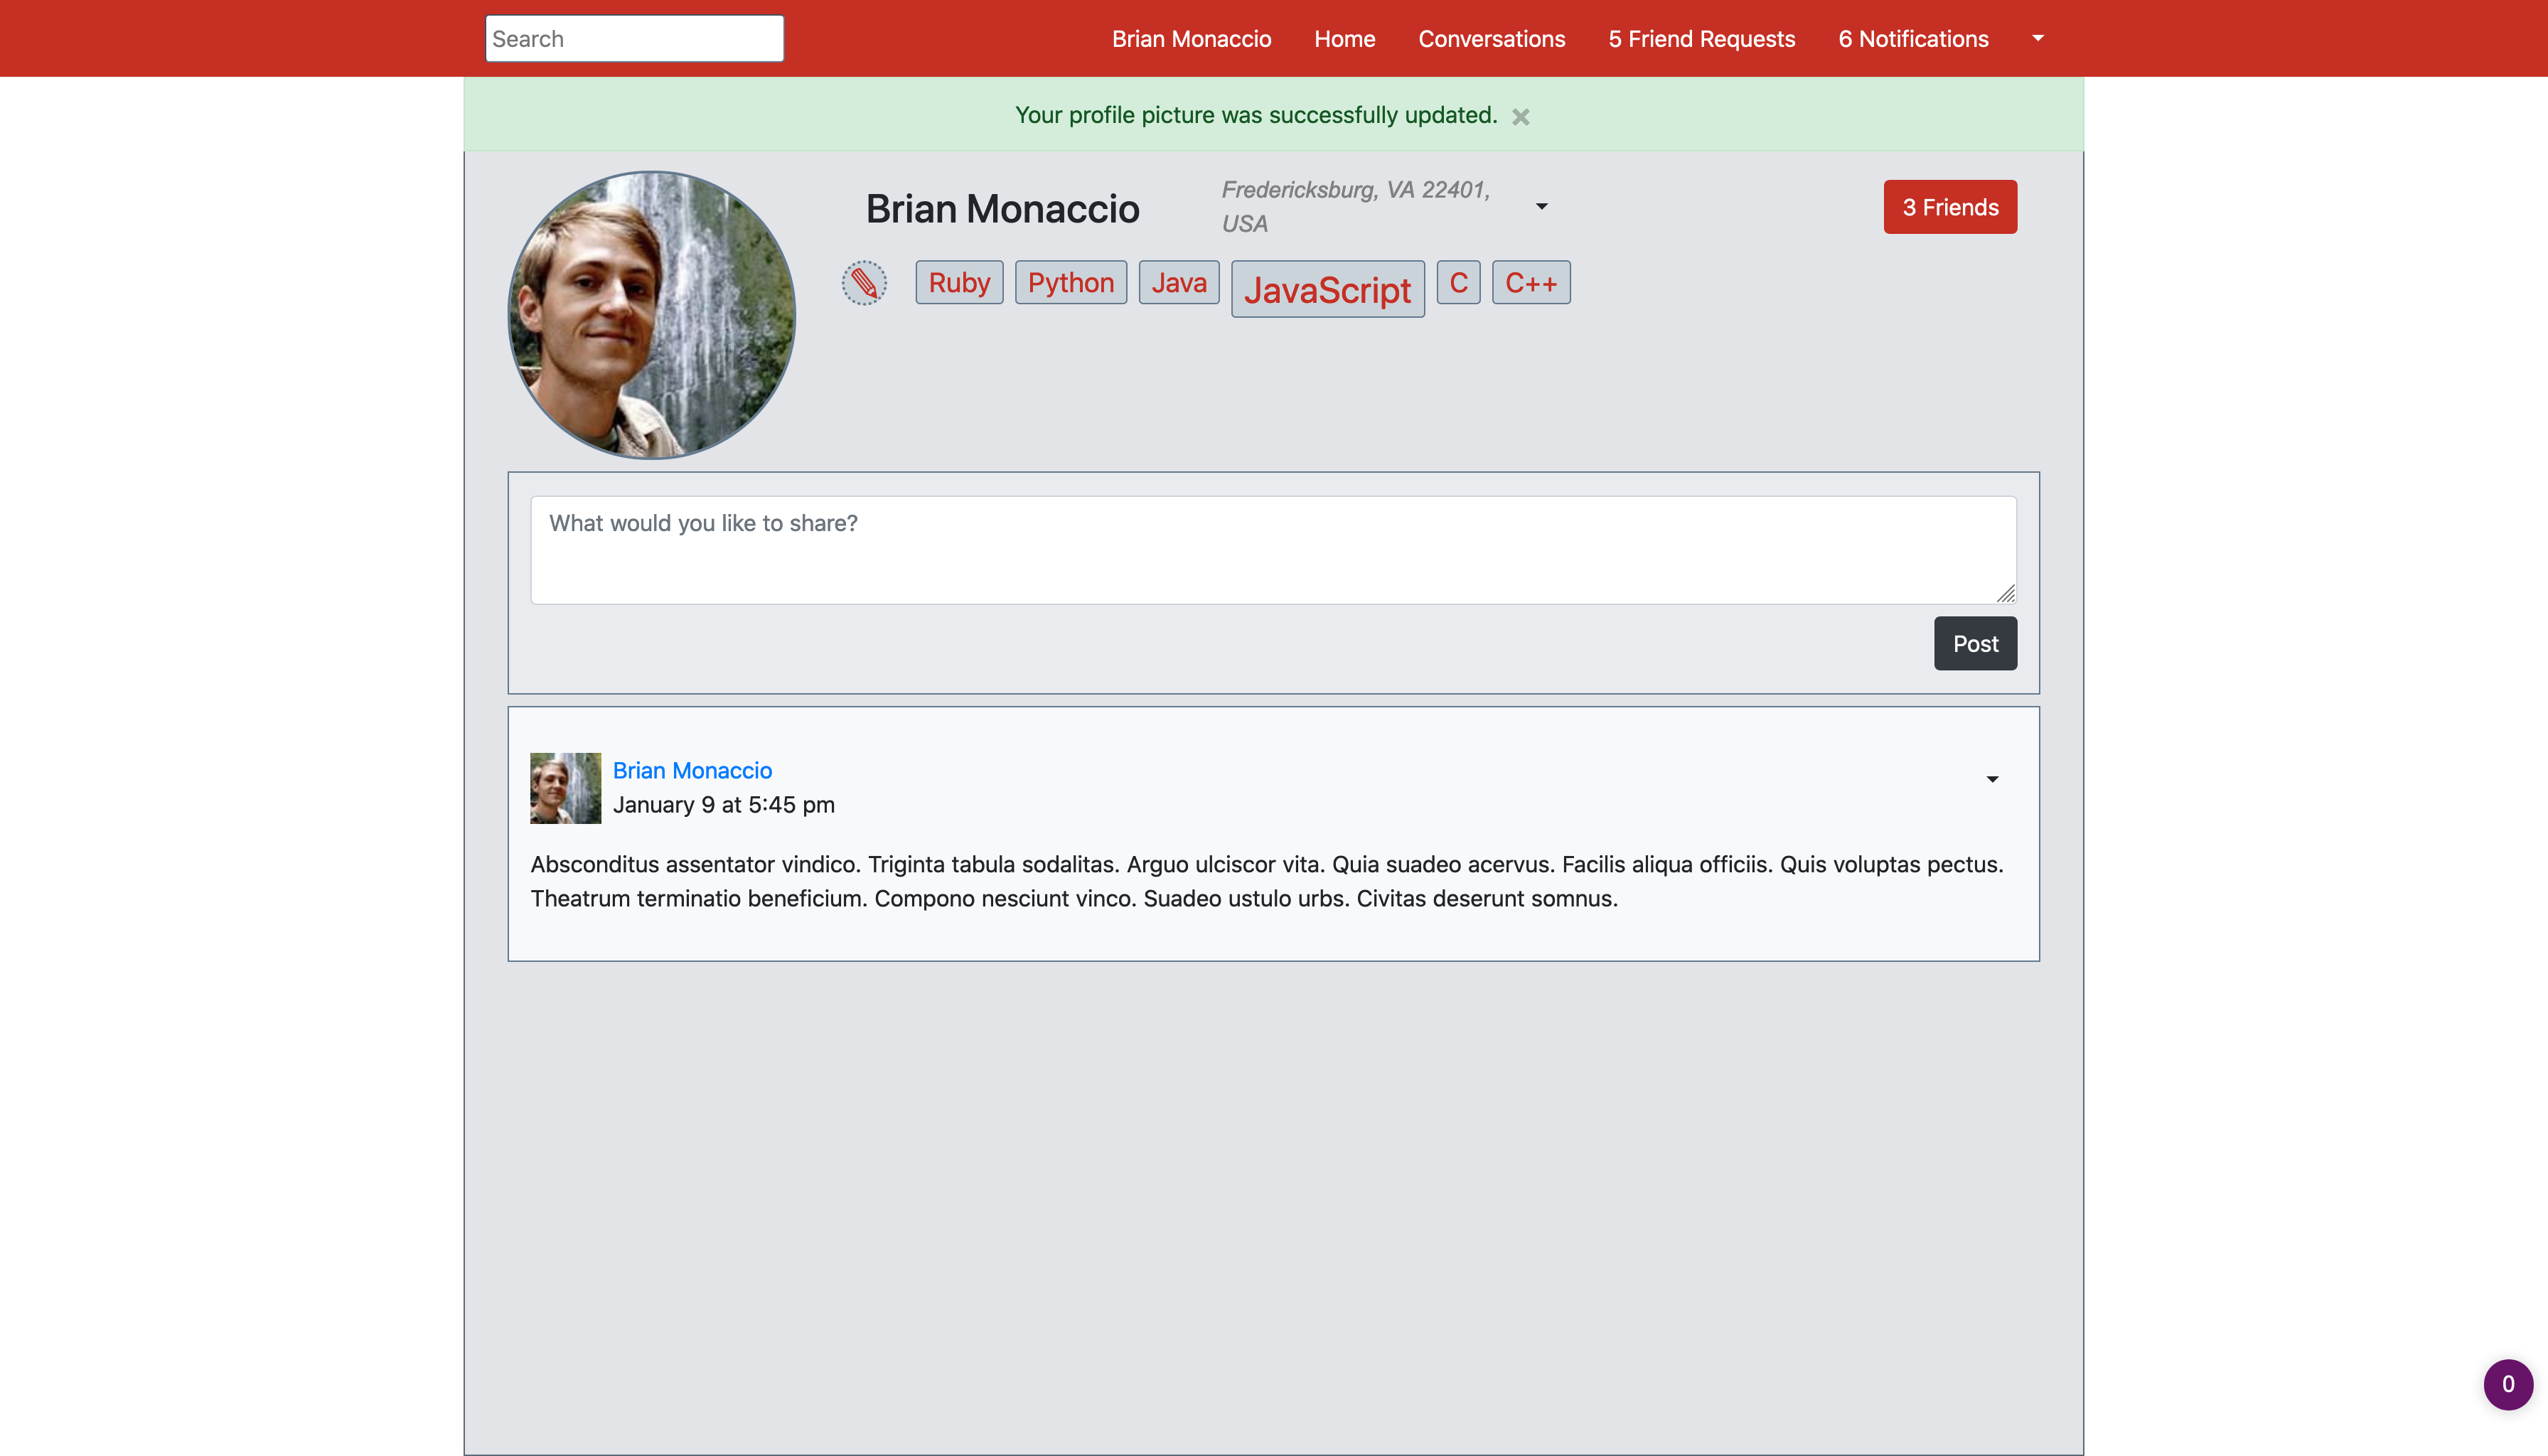 Search
Brian Monaccio
Home
Conversations
5 Friend Requests
6 Notifications
Your profile picture was successfully updated. ×
Brian Monaccio
Fredericksburg, VA 22401,
USA
3 Friends
Ruby
Python
Java
JavaScript
C
C++
What would you like to share?
Post
Brian Monaccio
January 9 at 5:45 pm
Absconditus assentator vindico. Triginta tabula sodalitas. Arguo ulciscor vita. Quia suadeo acervus. Facilis aliqua officiis. Quis voluptas pectus.
Theatrum terminatio beneficium. Compono nesciunt vinco. Suadeo ustulo urbs. Civitas deserunt somnus.
0